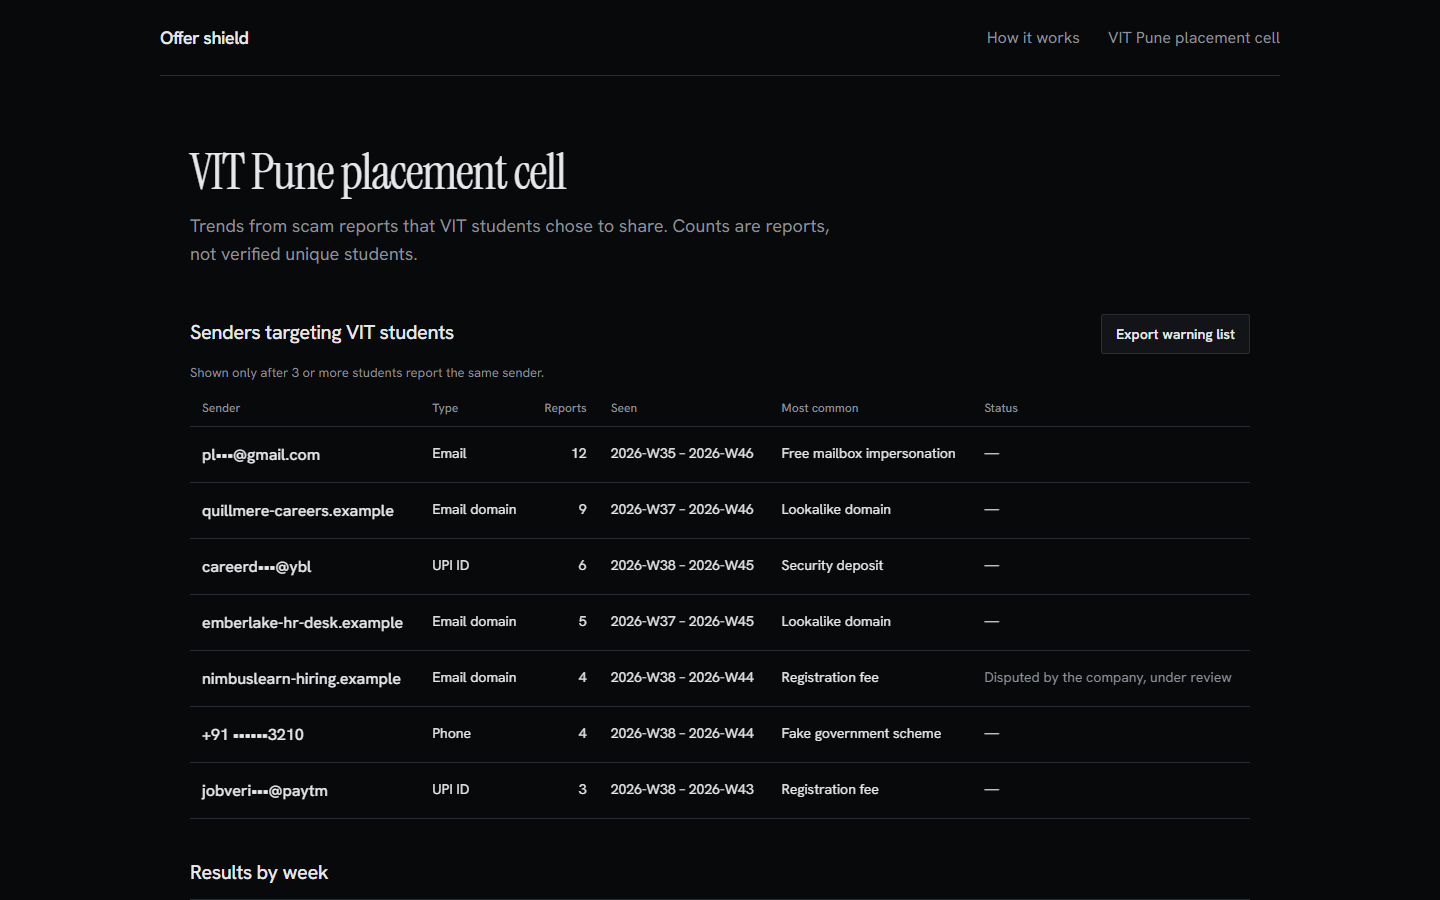 Offer shield
How it works
VIT Pune placement cell
VIT Pune placement cell
Trends from scam reports that VIT students chose to share. Counts are reports,
not verified unique students.
Senders targeting VIT students
Export warning list
Shown only after 3 or more students report the same sender.
Sender Type Reports Seen Most common Status
pl▪▪▪@gmail.com Email 12 2026-W35 – 2026-W46 Free mailbox impersonation —
quillmere-careers.example Email domain 9 2026-W37 – 2026-W46 Lookalike domain —
careerd▪▪▪@ybl UPI ID 6 2026-W38 – 2026-W45 Security deposit —
emberlake-hr-desk.example Email domain 5 2026-W37 – 2026-W45 Lookalike domain —
nimbuslearn-hiring.example Email domain 4 2026-W38 – 2026-W44 Registration fee Disputed by the company, under review
+91 ▪▪▪▪▪▪3210 Phone 4 2026-W38 – 2026-W44 Fake government scheme —
jobveri▪▪▪@paytm UPI ID 3 2026-W38 – 2026-W43 Registration fee —
Results by week